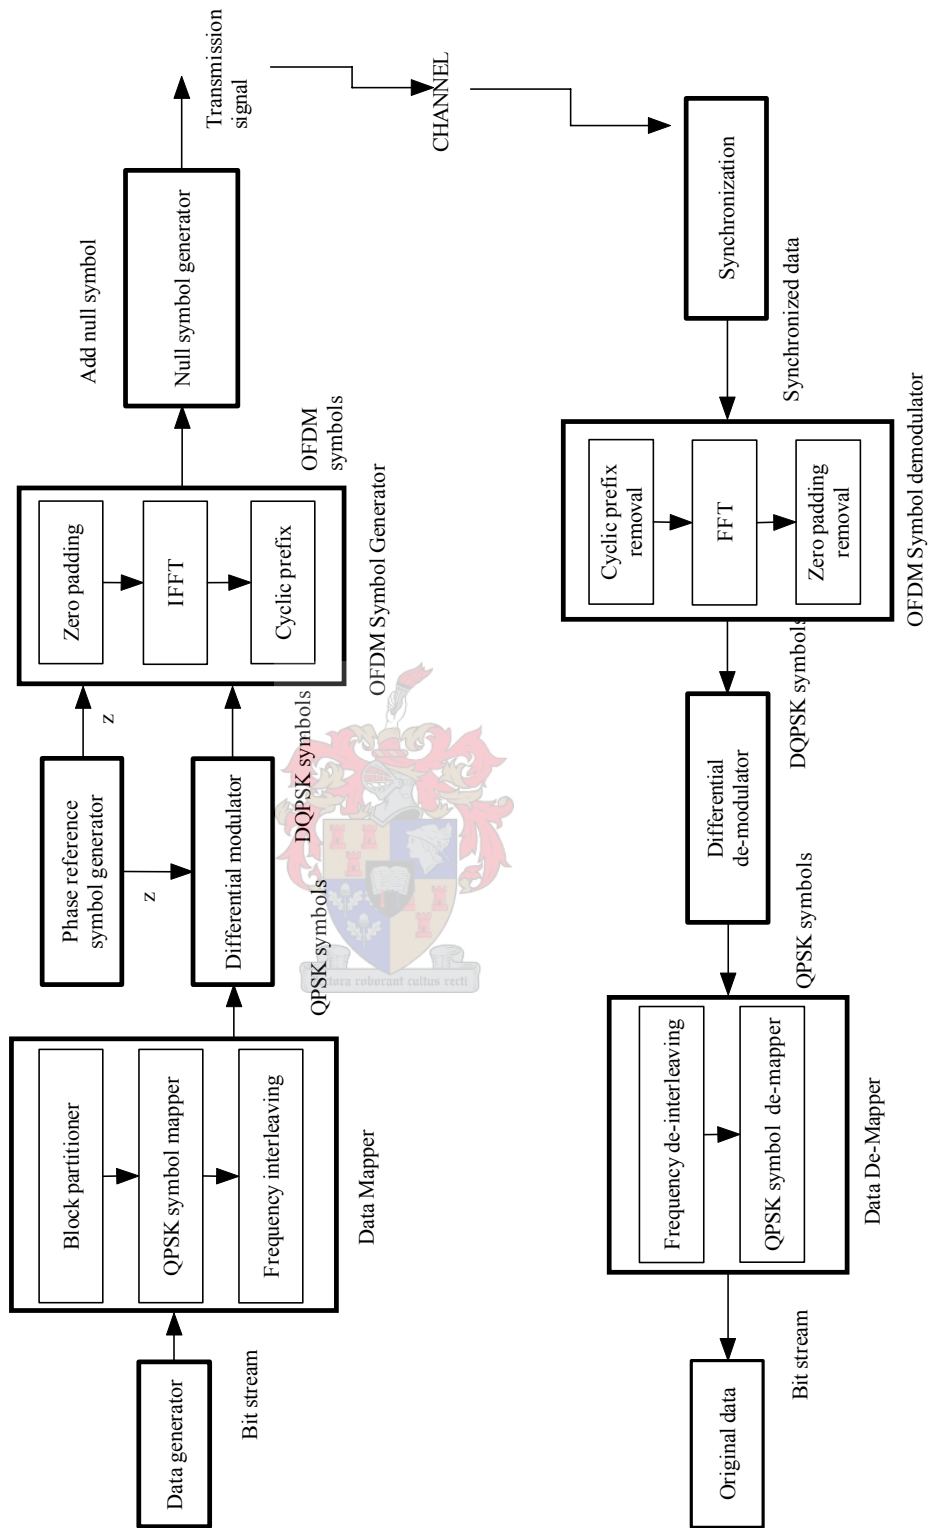 Data generator
Bit stream
Block partitioner
QPSK symbol mapper
Frequency interleaving
Data Mapper
QPSK symbols
Phase reference
symbol generator
z
z
Differential modulator
DQPSK symbols
Zero padding
IFFT
Cyclic prefix
OFDM Symbol Generator
OFDM
symbols
Add null symbol
Null symbol generator
Transmission
signal
CHANNEL
Synchronization
Synchronized data
Cyclic prefix
removal
FFT
Zero padding
removal
OFDM Symbol demodulator
DQPSK symbols
Differential
de-modulator
QPSK symbols
Frequency de-interleaving
QPSK symbol de-mapper
Data De-Mapper
Bit stream
Original data
roborant cultus recti